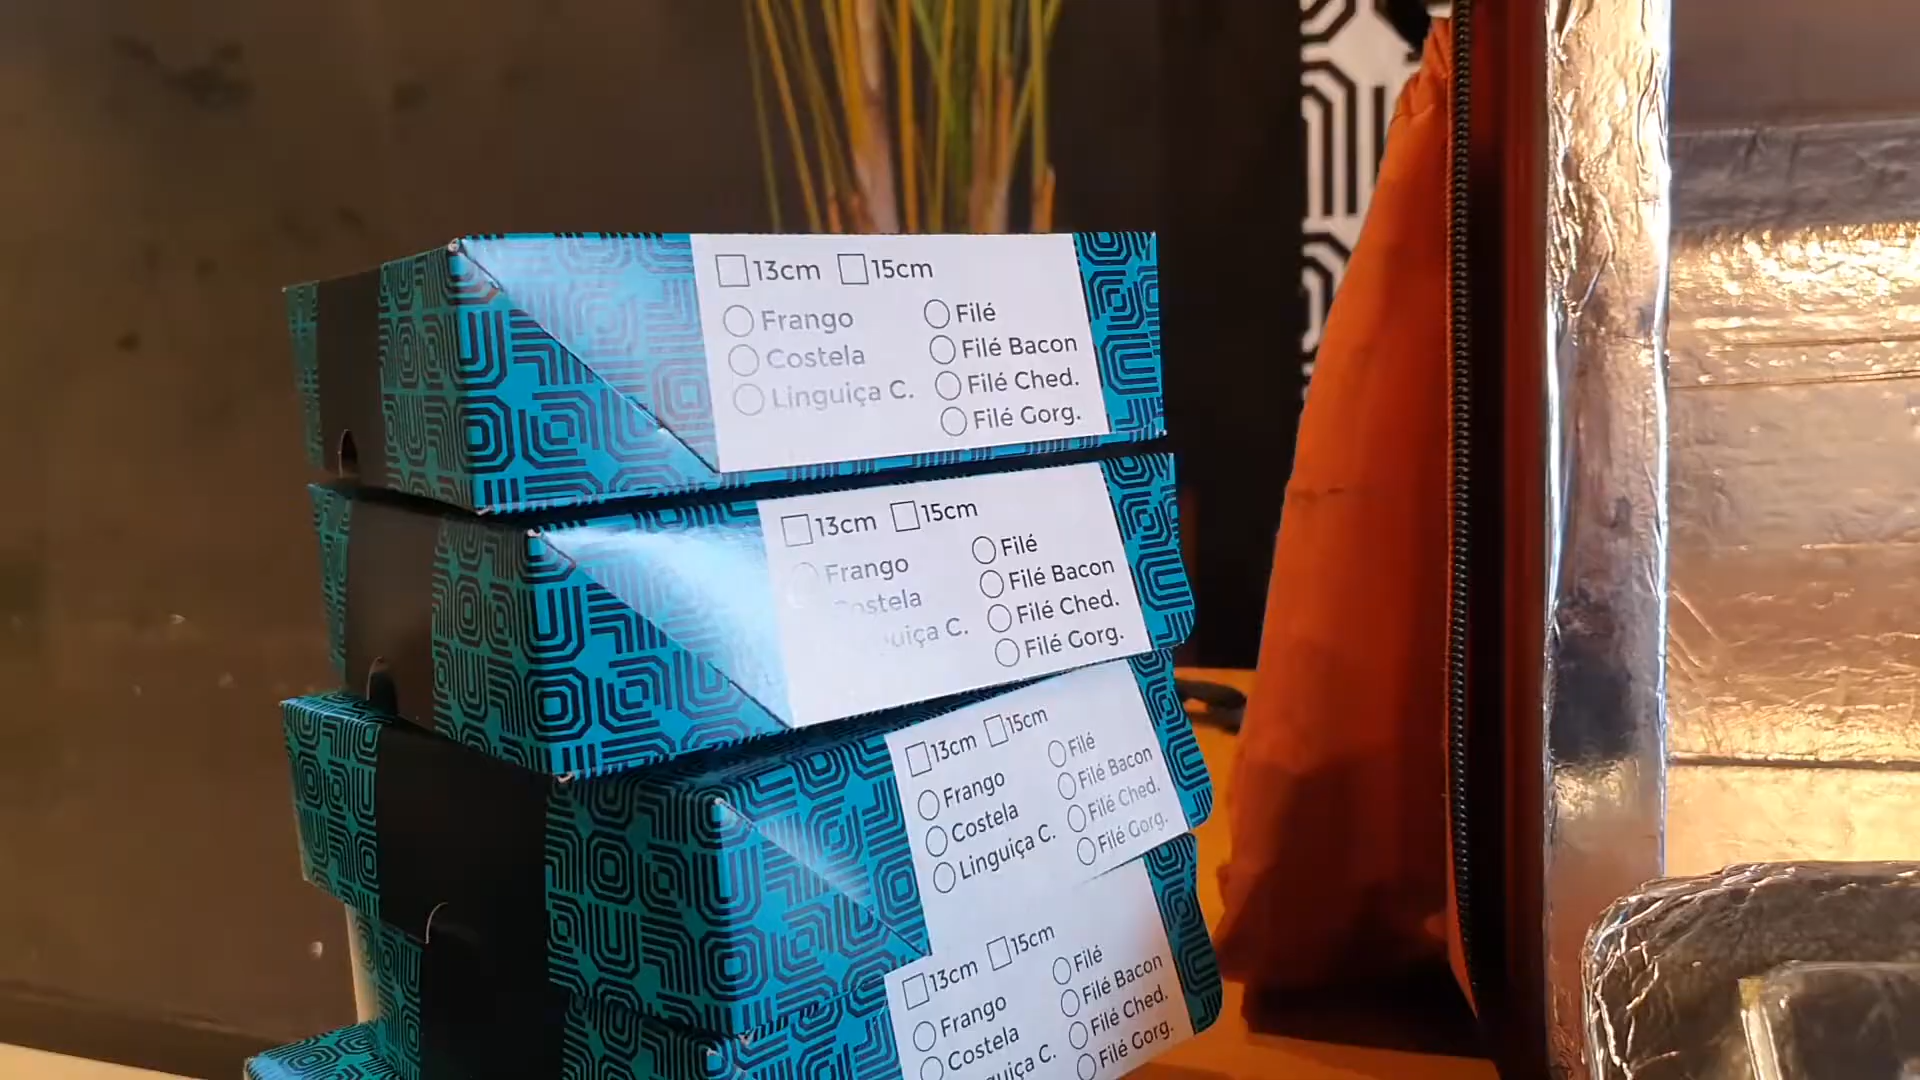 13cm 15cm
Frango Filé
Costela Filé Bacon
Linguiça C. Filé Ched.
Filé Gorg.
13cm 15cm
Frango Filé
Filé Bacon
C. Filé Ched.
Filé Gorg.
13cm 15cm
Frango Filé
Costela Filé Bacon
Linguiça C. Filé Ched.
Filé Gorg.
13cm 15cm
Frango Filé
Costela Filé Bacon
C. Filé Ched.
Filé Gorg.